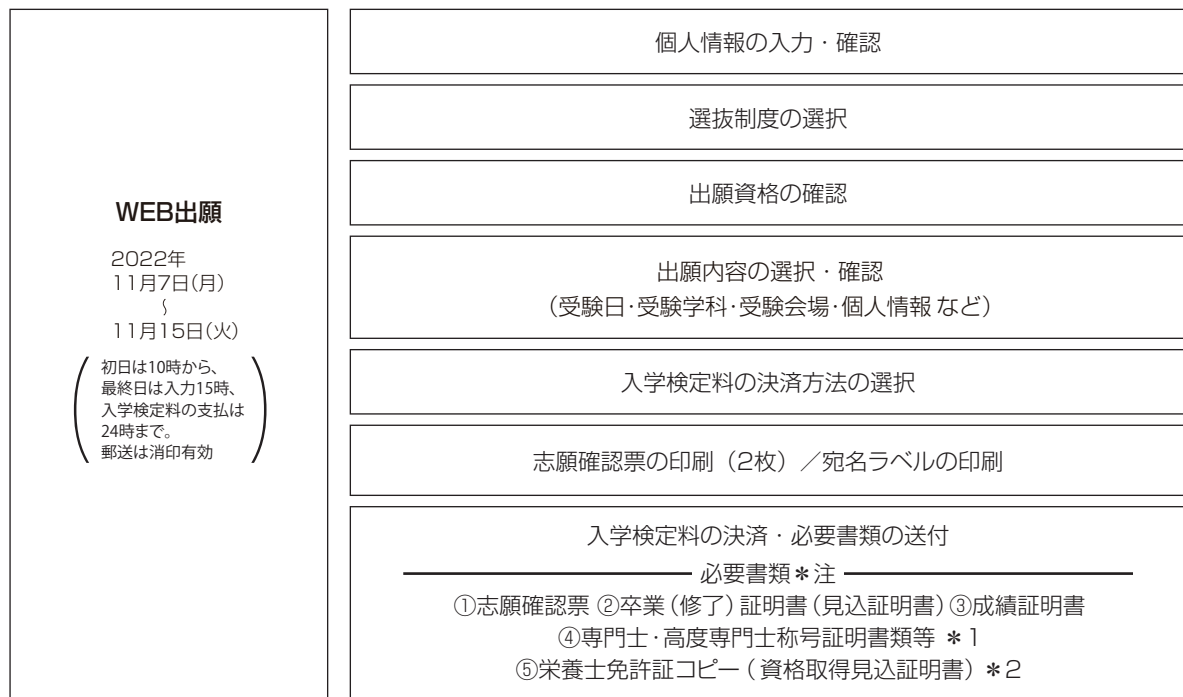 WEB出願
2022年
11月7日(月)
〜
11月15日(火)
初日は10時から、
最終日は入力15時、
入学検定料の支払は
24時まで。
郵送は消印有効
個人情報の入力・確認
選抜制度の選択
出願資格の確認
出願内容の選択・確認
(受験日・受験学科・受験会場・個人情報 など)
入学検定料の決済方法の選択
志願確認票の印刷(2枚)/宛名ラベルの印刷
入学検定料の決済・必要書類の送付
必要書類＊注
①志願確認票 ②卒業(修了)証明書(見込証明書) ③成績証明書
④専門士・高度専門士称号証明書類等 ＊1
⑤栄養士免許証コピー(資格取得見込証明書) ＊2